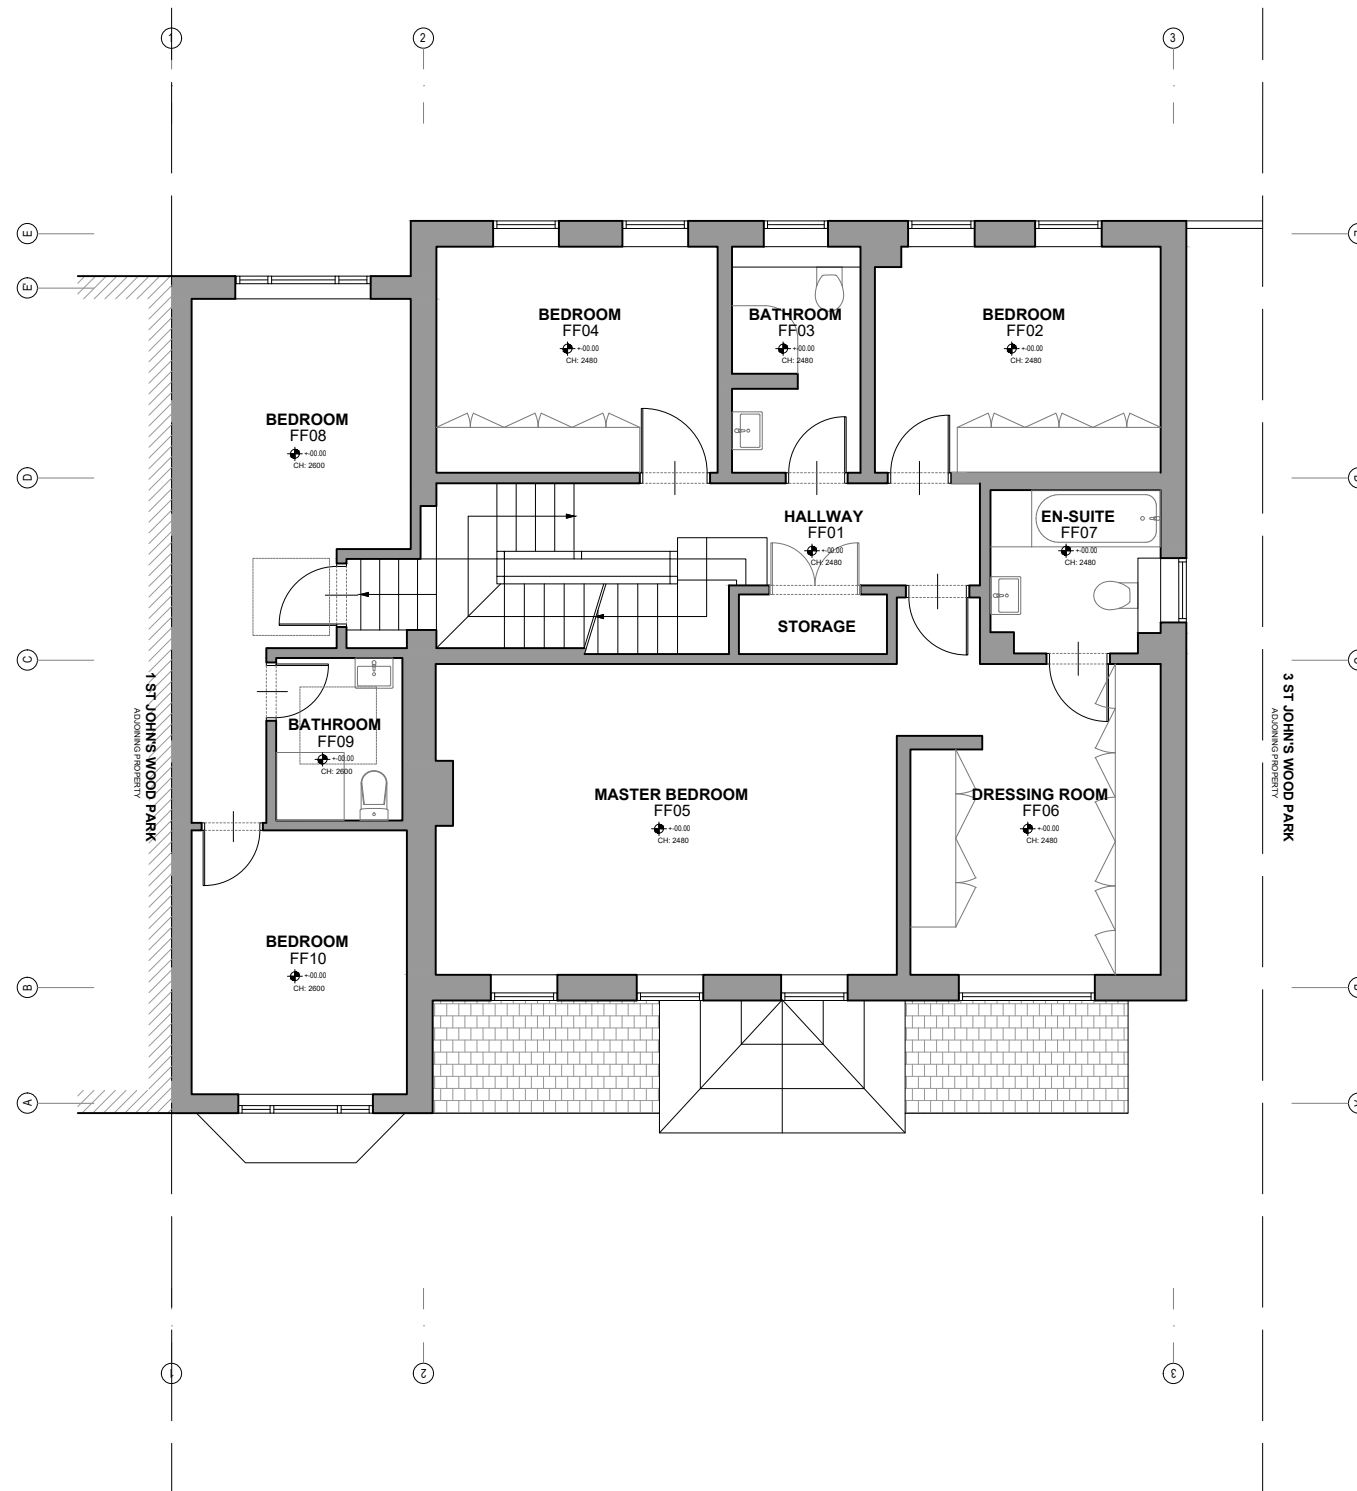 1
2
3
E
E
BEDROOM
FF04
+-00.00
CH: 2480
BATHROOM
FF03
+-00.00
CH: 2480
BEDROOM
FF02
+-00.00
CH: 2480
BEDROOM
FF08
+-00.00
CH: 2600
D
HALLWAY
FF01
+-00.00
CH: 2480
EN-SUITE
FF07
+-00.00
CH: 2480
STORAGE
C
1 ST JOHN'S WOOD PARK
ADJOINING PROPERTY
3 ST JOHN'S WOOD PARK
ADJOINING PROPERTY
BATHROOM
FF09
+-00.00
CH: 2600
MASTER BEDROOM
FF05
+-00.00
CH: 2480
DRESSING ROOM
FF06
+-00.00
CH: 2480
BEDROOM
FF10
+-00.00
CH: 2600
B
A
1
2
3